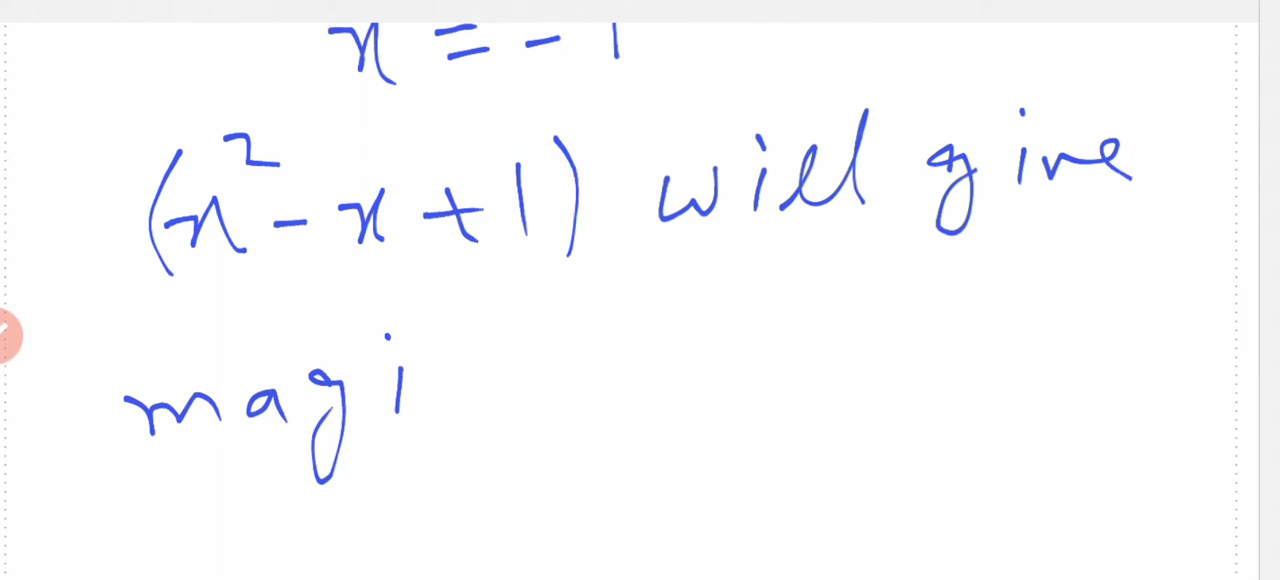 x = -1
(x² - x + 1) will give
magi